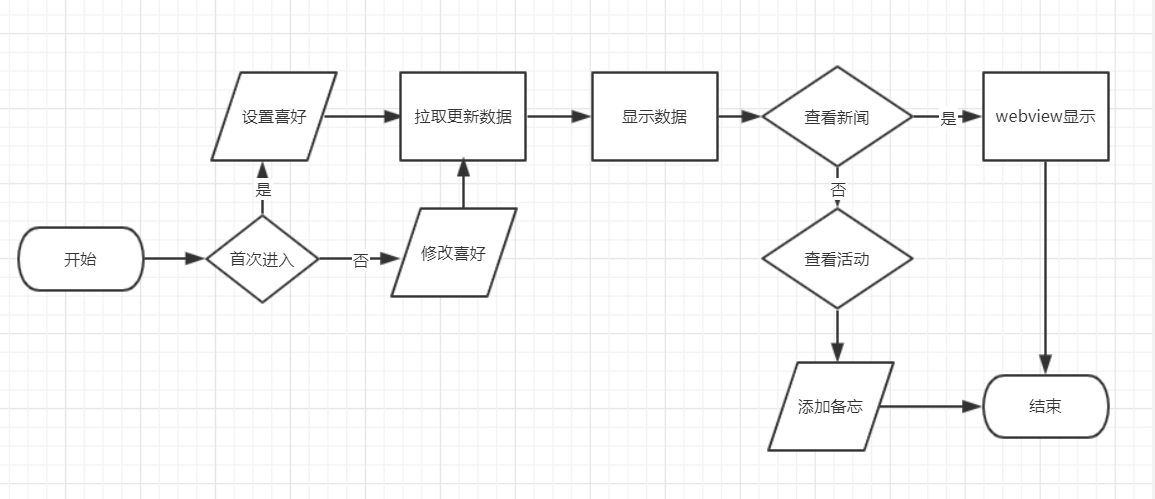 设置喜好
拉取更新数据
显示数据
查看新闻
是
webview显示
是
否
开始
首次进入
否
修改喜好
查看活动
添加备忘
结束